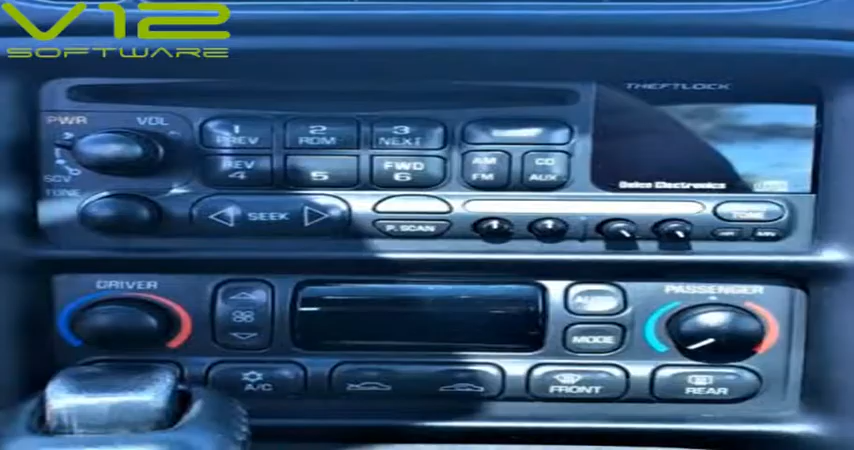 V12
SOFTWARE
THEFTLOCK
PWR VOL
1 2 3
PREV RDM NEXT
AM CD
REV FWD
FM AUX
4 5 6
SCV
TONE
Delco Electronics
SEEK
P.SCAN
TONE
DRIVER
PASSENGER
AUTO
MODE
A/C
FRONT
REAR